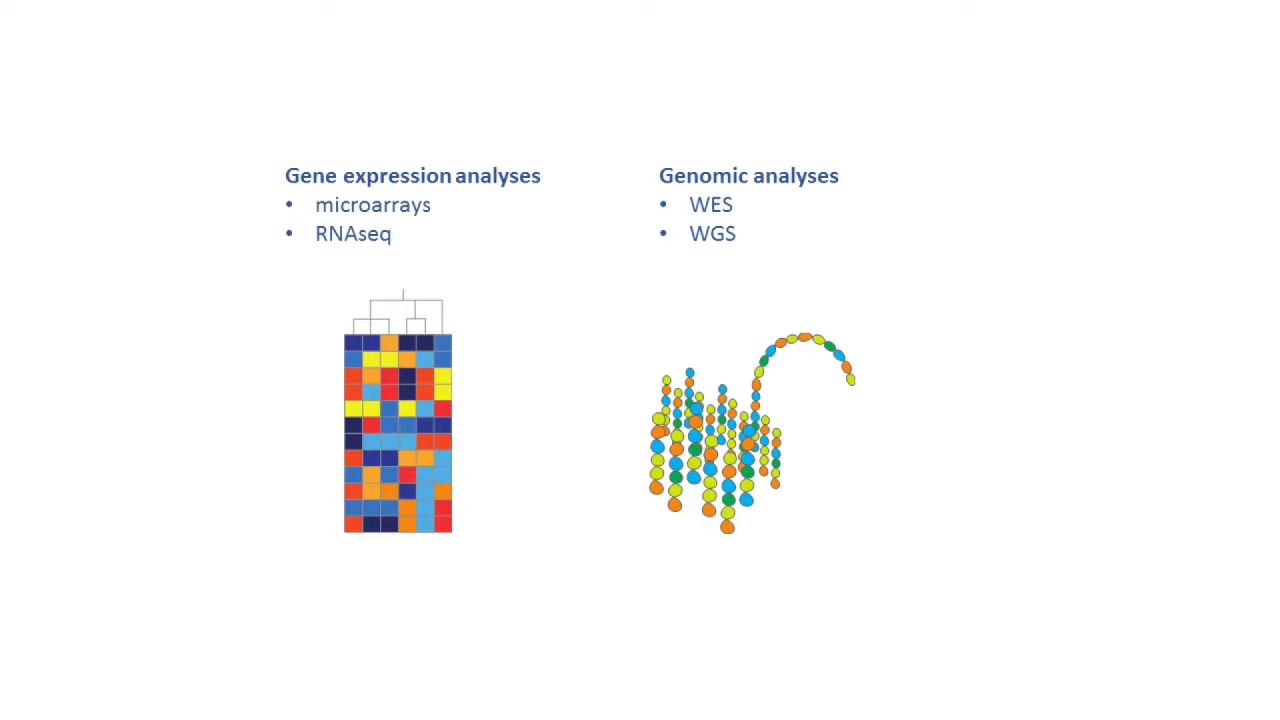 Gene expression analyses
• microarrays
• RNAseq
Genomic analyses
• WES
• WGS